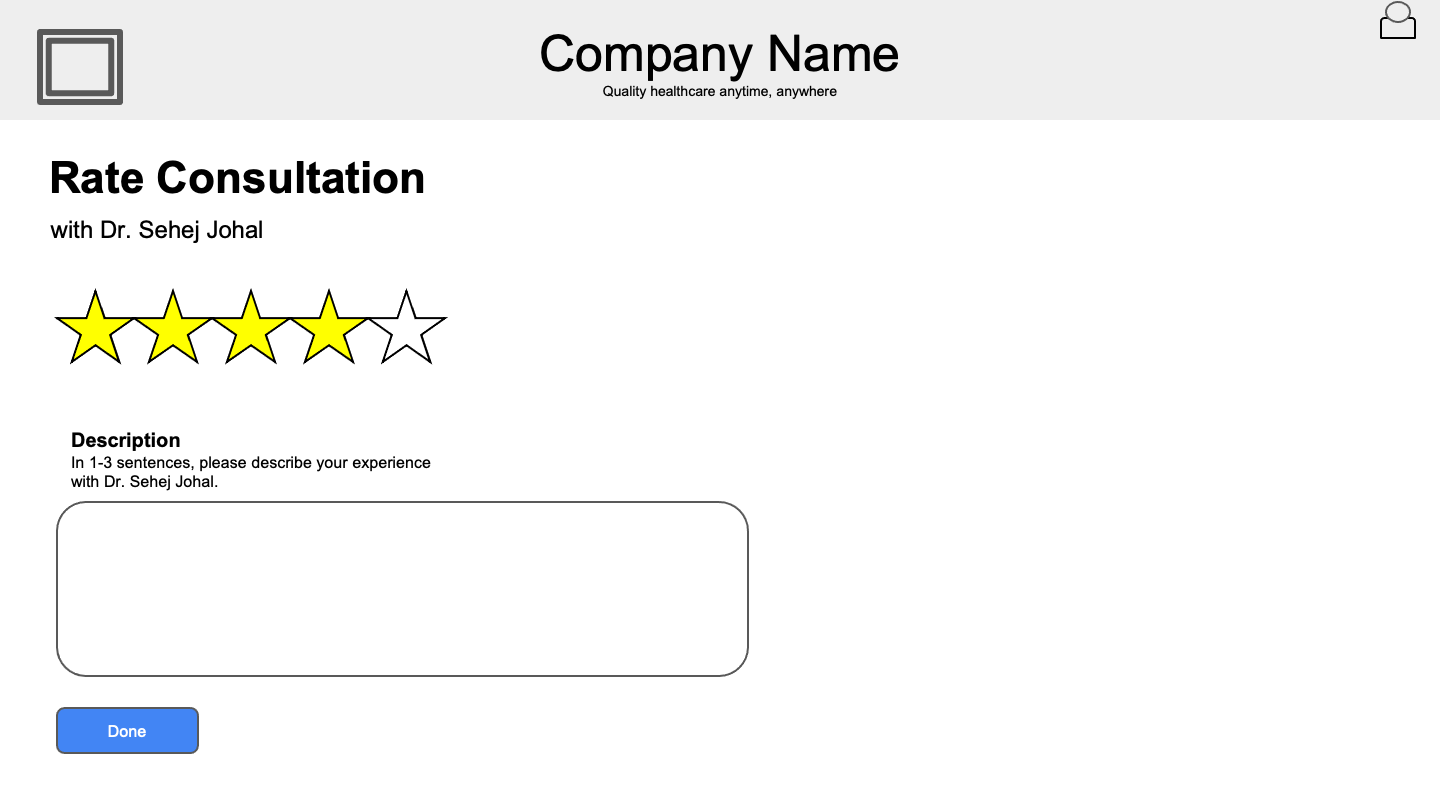 Company Name
Quality healthcare anytime, anywhere
Rate Consultation
with Dr. Sehej Johal
Description
In 1-3 sentences, please describe your experience
with Dr. Sehej Johal.
Done